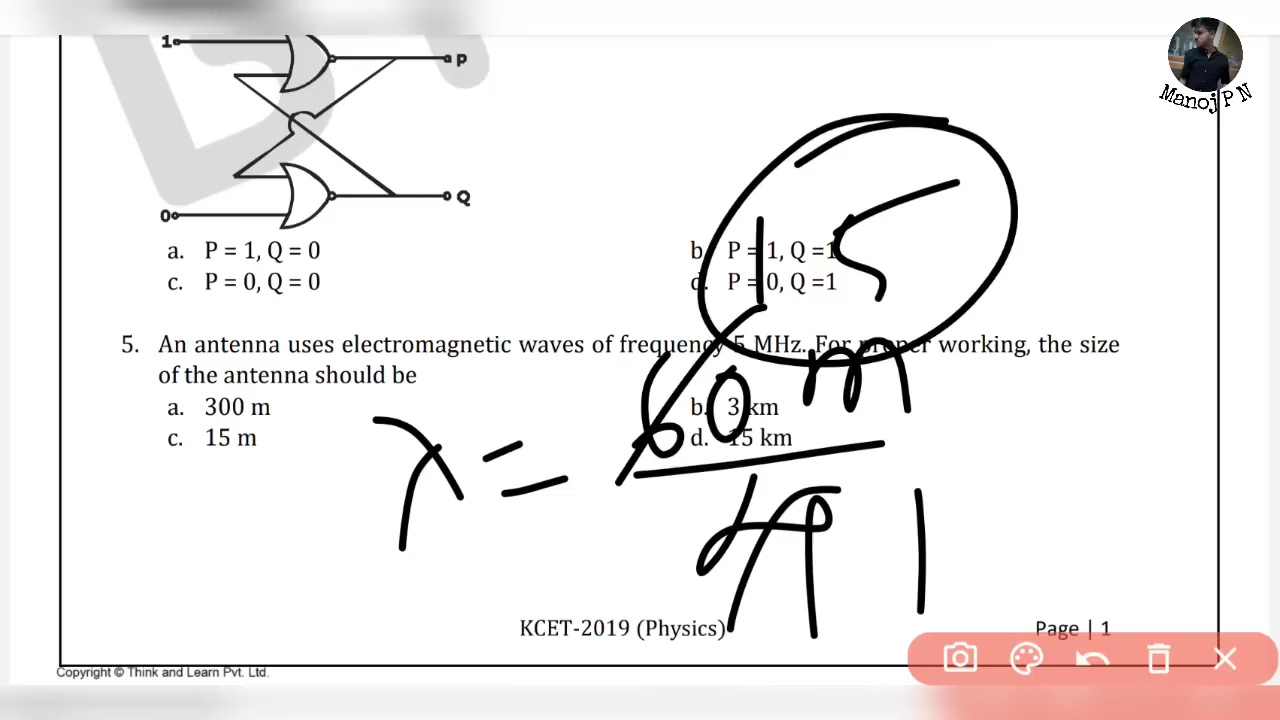 Manoj P N
1 P
0 Q
a. P = 1, Q = 0 b. P = 1, Q =1
c. P = 0, Q = 0 d. P = 0, Q =1
15
5. An antenna uses electromagnetic waves of frequency 5 MHz. For proper working, the size
of the antenna should be
a. 300 m b. 3 km
c. 15 m d. 15 km
λ = 60 m
4 1
KCET-2019 (Physics) Page | 1
Copyright © Think and Learn Pvt. Ltd.